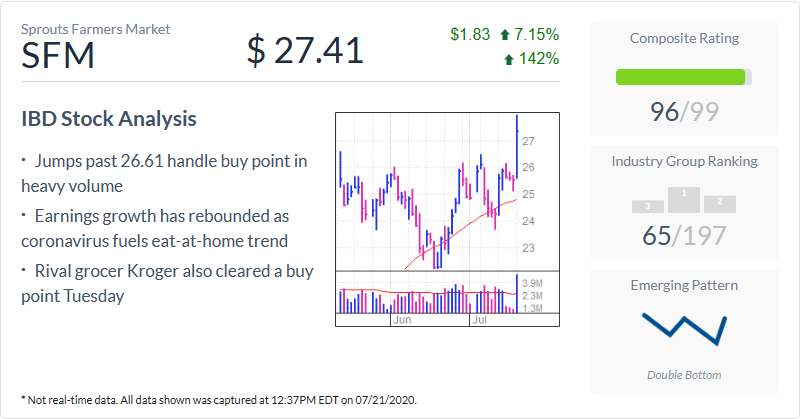 Sprouts Farmers Market
SFM
$ 27.41
$1.83 7.15%
142%
IBD Stock Analysis
• Jumps past 26.61 handle buy point in
heavy volume
• Earnings growth has rebounded as
coronavirus fuels eat-at-home trend
• Rival grocer Kroger also cleared a buy
point Tuesday
27
26
25
24
23
3.9M
2.3M
1.3M
Jun
Jul
Composite Rating
96/99
Industry Group Ranking
3
1
2
65/197
Emerging Pattern
Double Bottom
* Not real-time data. All data shown was captured at 12:37PM EDT on 07/21/2020.